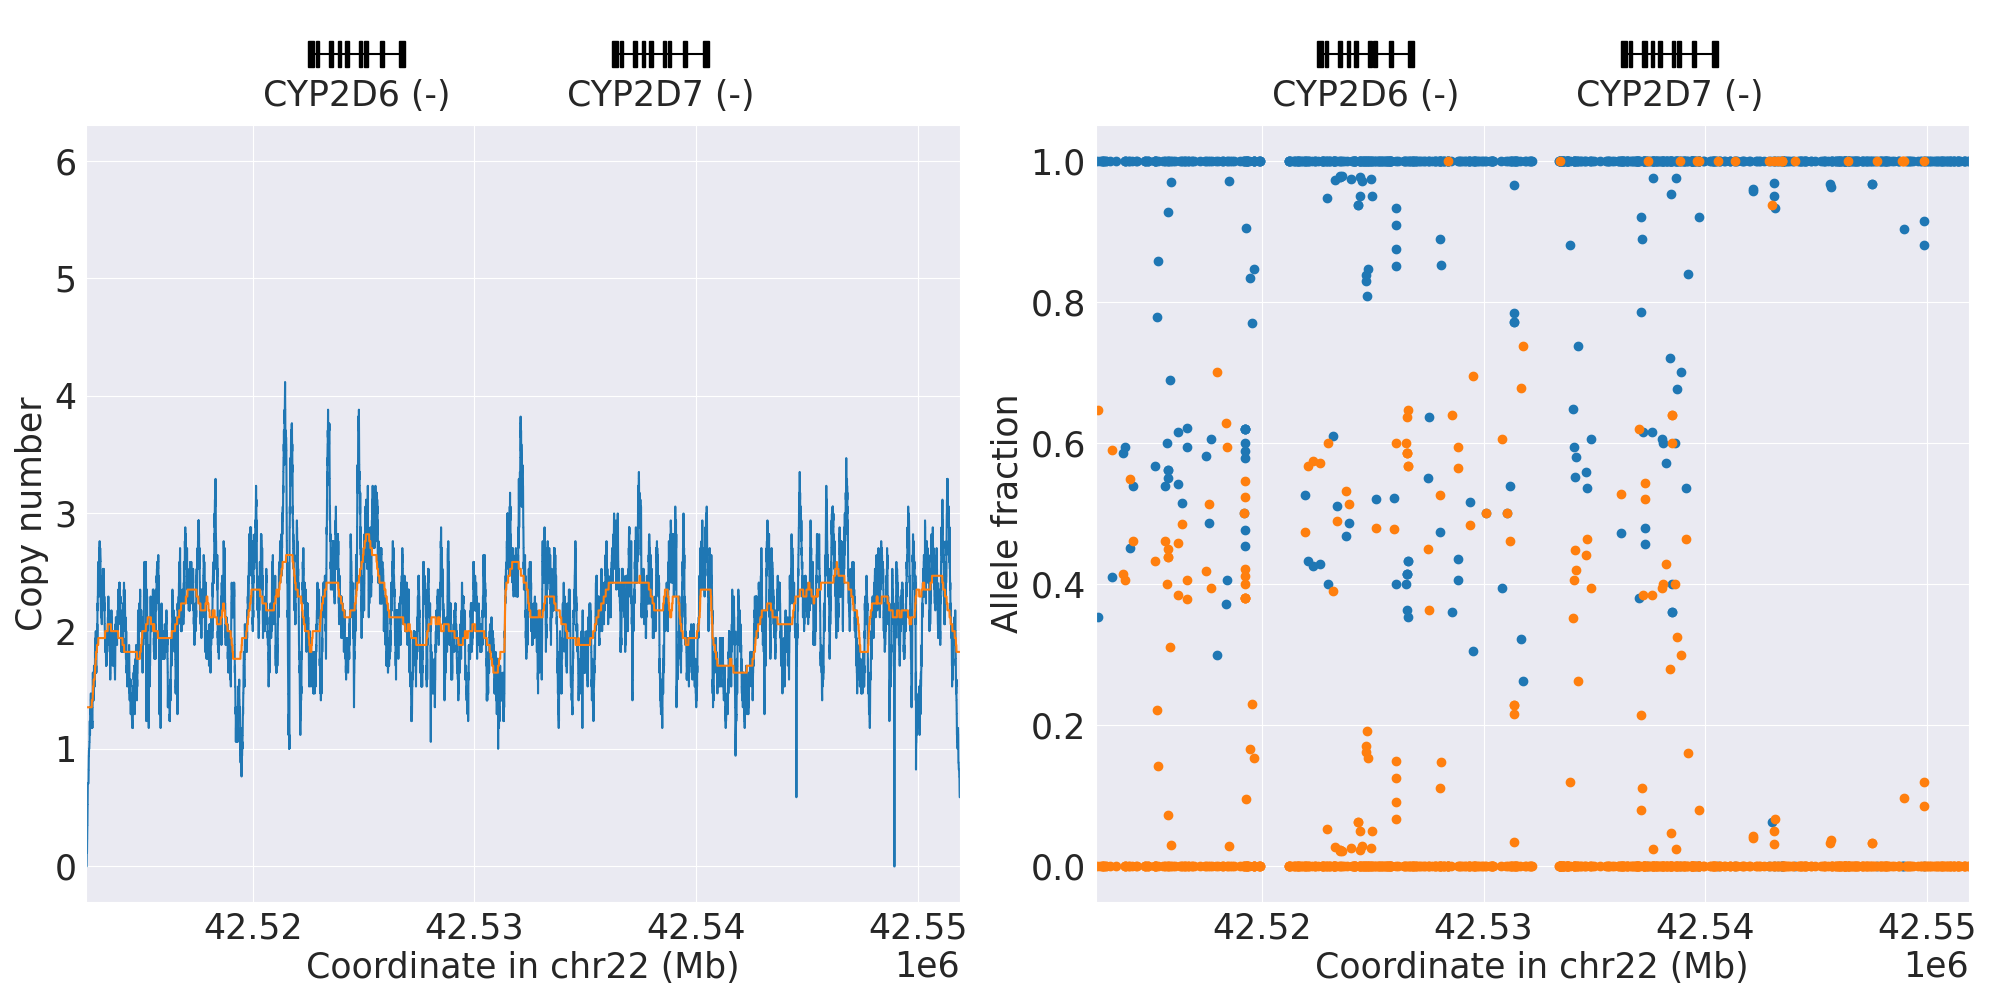 CYP2D6 (-) CYP2D7 (-)
6
5
4
3
2
1
0
Copy number
42.52 42.53 42.54 42.55
Coordinate in chr22 (Mb) 1e6
CYP2D6 (-) CYP2D7 (-)
1.0
0.8
0.6
0.4
0.2
0.0
Allele fraction
42.52 42.53 42.54 42.55
Coordinate in chr22 (Mb) 1e6